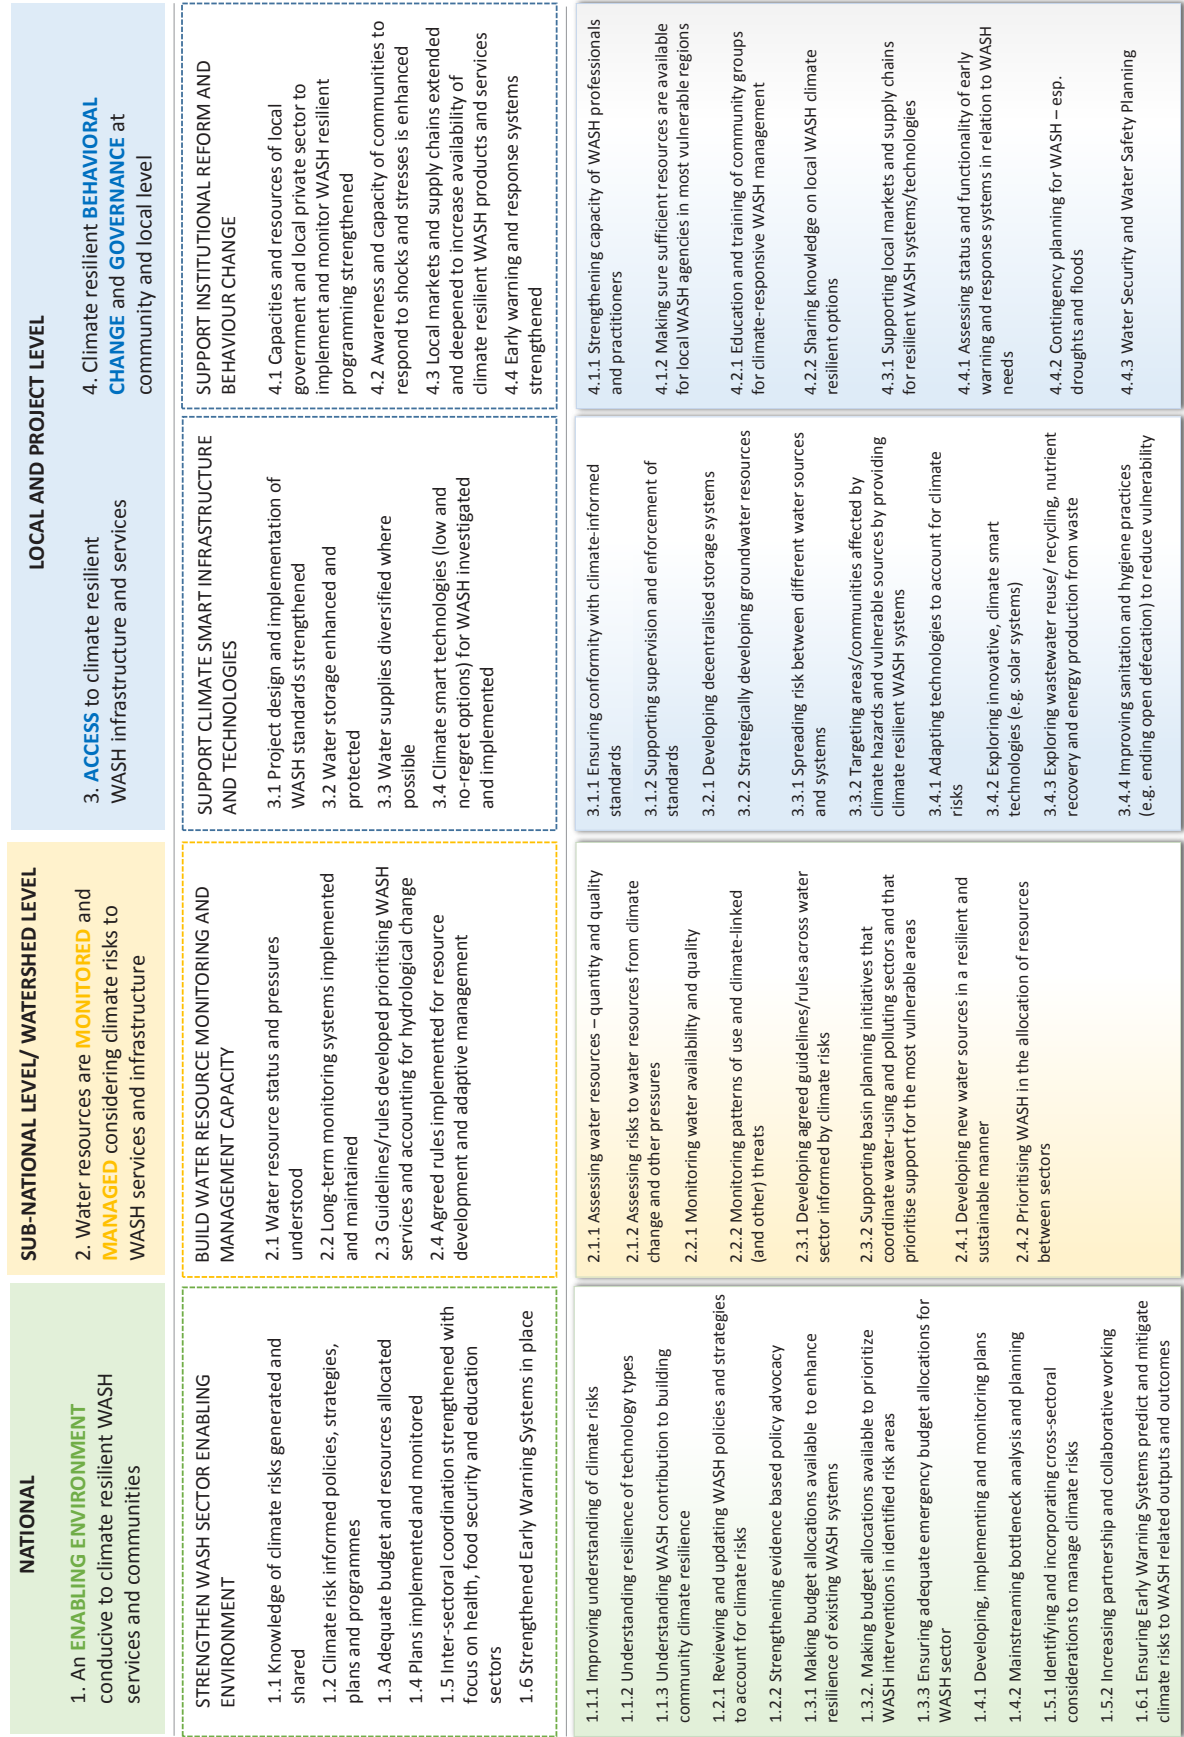 NATIONAL
1. An ENABLING ENVIRONMENT
conducive to climate resilient WASH
services and communities
SUB-NATIONAL LEVEL/ WATERSHED LEVEL
2. Water resources are MONITORED and
MANAGED considering climate risks to
WASH services and infrastructure
LOCAL AND PROJECT LEVEL
3. ACCESS to climate resilient
WASH infrastructure and services
4. Climate resilient BEHAVIORAL
CHANGE and GOVERNANCE at
community and local level
STRENGTHEN WASH SECTOR ENABLING
ENVIRONMENT
1.1 Knowledge of climate risks generated and
shared
1.2 Climate risk informed policies, strategies,
plans and programmes
1.3 Adequate budget and resources allocated
1.4 Plans implemented and monitored
1.5 Inter-sectoral coordination strengthened with
focus on health, food security and education
sectors
1.6 Strengthened Early Warning Systems in place
BUILD WATER RESOURCE MONITORING AND
MANAGEMENT CAPACITY
2.1 Water resource status and pressures
understood
2.2 Long-term monitoring systems implemented
and maintained
2.3 Guidelines/rules developed prioritising WASH
services and accounting for hydrological change
2.4 Agreed rules implemented for resource
development and adaptive management
SUPPORT CLIMATE SMART INFRASTRUCTURE
AND TECHNOLOGIES
3.1 Project design and implementation of
WASH standards strengthened
3.2 Water storage enhanced and
protected
3.3 Water supplies diversified where
possible
3.4 Climate smart technologies (low and
no-regret options) for WASH investigated
and implemented
SUPPORT INSTITUTIONAL REFORM AND
BEHAVIOUR CHANGE
4.1 Capacities and resources of local
government and local private sector to
implement and monitor WASH resilient
programming strengthened
4.2 Awareness and capacity of communities to
respond to shocks and stresses is enhanced
4.3 Local markets and supply chains extended
and deepened to increase availability of
climate resilient WASH products and services
4.4 Early warning and response systems
strengthened
1.1.1 Improving understanding of climate risks
1.1.2 Understanding resilience of technology types
1.1.3 Understanding WASH contribution to building
community climate resilience
1.2.1 Reviewing and updating WASH policies and strategies
to account for climate risks
1.2.2 Strengthening evidence based policy advocacy
1.3.1 Making budget allocations available to enhance
resilience of existing WASH systems
1.3.2. Making budget allocations available to prioritize
WASH interventions in identified risk areas
1.3.3 Ensuring adequate emergency budget allocations for
WASH sector
1.4.1 Developing, implementing and monitoring plans
1.4.2 Mainstreaming bottleneck analysis and planning
1.5.1 Identifying and incorporating cross-sectoral
considerations to manage climate risks
1.5.2 Increasing partnership and collaborative working
1.6.1 Ensuring Early Warning Systems predict and mitigate
climate risks to WASH related outputs and outcomes
2.1.1 Assessing water resources – quantity and quality
2.1.2 Assessing risks to water resources from climate
change and other pressures
2.2.1 Monitoring water availability and quality
2.2.2 Monitoring patterns of use and climate-linked
(and other) threats
2.3.1 Developing agreed guidelines/rules across water
sector informed by climate risks
2.3.2 Supporting basin planning initiatives that
coordinate water-using and polluting sectors and that
prioritise support for the most vulnerable areas
2.4.1 Developing new water sources in a resilient and
sustainable manner
2.4.2 Prioritising WASH in the allocation of resources
between sectors
3.1.1 Ensuring conformity with climate-informed
standards
3.1.2 Supporting supervision and enforcement of
standards
3.2.1 Developing decentralised storage systems
3.2.2 Strategically developing groundwater resources
3.3.1 Spreading risk between different water sources
and systems
3.3.2 Targeting areas/communities affected by
climate hazards and vulnerable sources by providing
climate resilient WASH systems
3.4.1 Adapting technologies to account for climate
risks
3.4.2 Exploring innovative, climate smart
technologies (e.g. solar systems)
3.4.3 Exploring wastewater reuse/ recycling, nutrient
recovery and energy production from waste
3.4.4 Improving sanitation and hygiene practices
(e.g. ending open defecation) to reduce vulnerability
4.1.1 Strengthening capacity of WASH professionals
and practitioners
4.1.2 Making sure sufficient resources are available
for local WASH agencies in most vulnerable regions
4.2.1 Education and training of community groups
for climate-responsive WASH management
4.2.2 Sharing knowledge on local WASH climate
resilient options
4.3.1 Supporting local markets and supply chains
for resilient WASH systems/technologies
4.4.1 Assessing status and functionality of early
warning and response systems in relation to WASH
needs
4.4.2 Contingency planning for WASH – esp.
droughts and floods
4.4.3 Water Security and Water Safety Planning